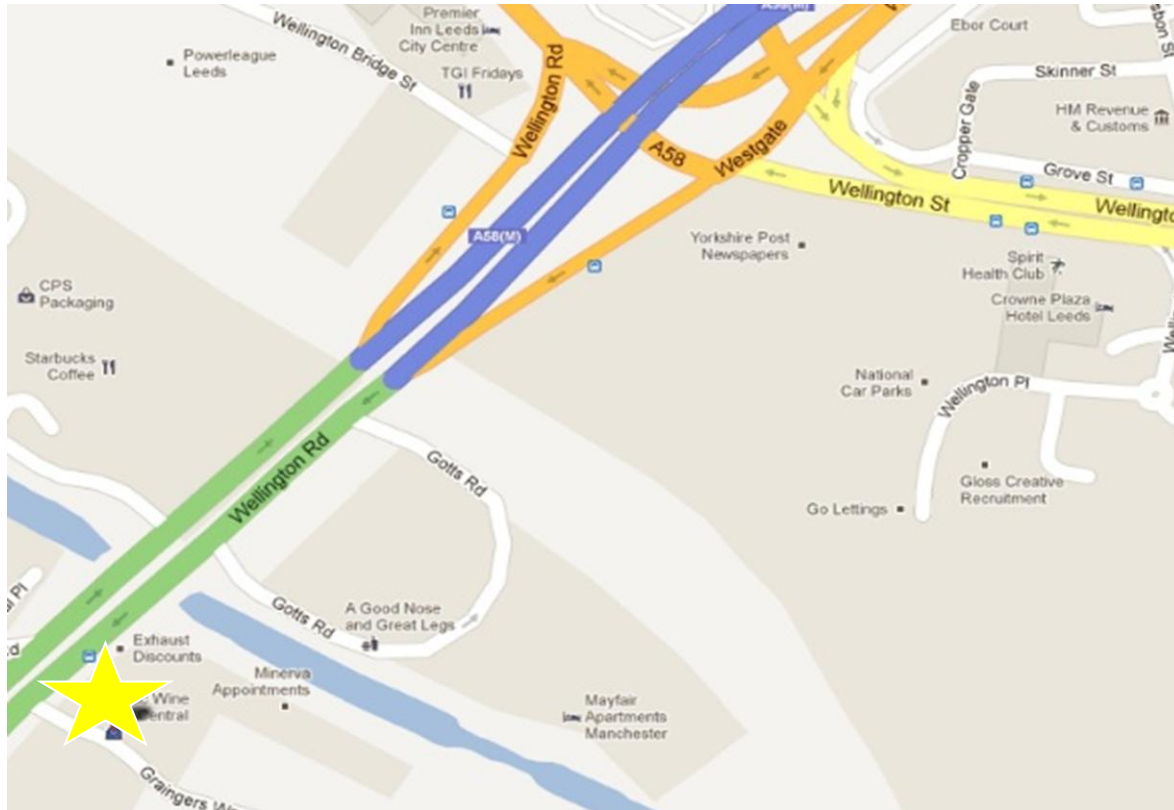 A58(M)
Premier
Inn Leeds
City Centre
Ebor Court
Wellington Bridge St
Powerleague
Leeds
TGI Fridays
Wellington Rd
Skinner St
HM Revenue
& Customs
Cropper Gate
A58
Westgate
Grove St
Wellington St
A58(M)
Yorkshire Post
Newspapers
Spirit
Health Club
CPS
Packaging
Crowne Plaza
Hotel Leeds
Starbucks
Coffee
National
Car Parks
Wellington Pl
Wellington Rd
Gotts Rd
Gloss Creative
Recruitment
Go Lettings
Gotts Rd
A Good Nose
and Great Legs
Exhaust
Discounts
Minerva
Appointments
Wine
Mayfair
Apartments
Manchester
Graingers